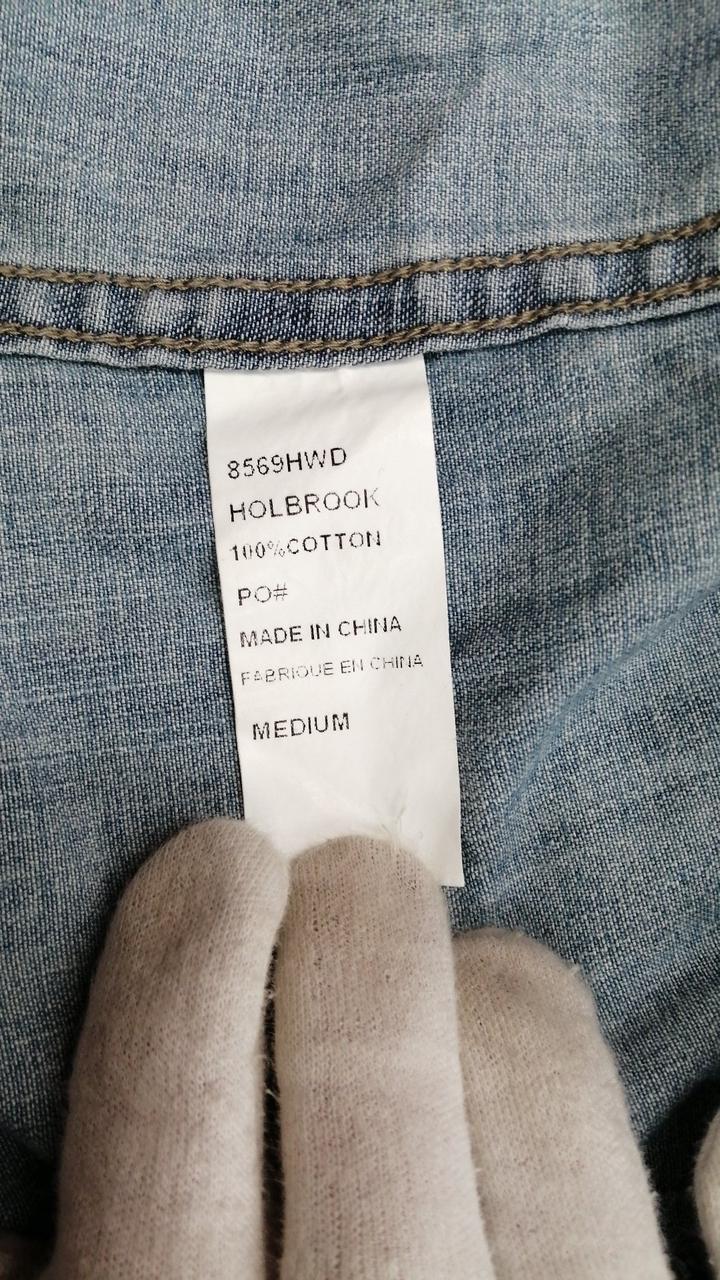 8569HWD
HOLBROOK
100%COTTON
PO#
MADE IN CHINA
FABRIQUE EN CHINA
MEDIUM